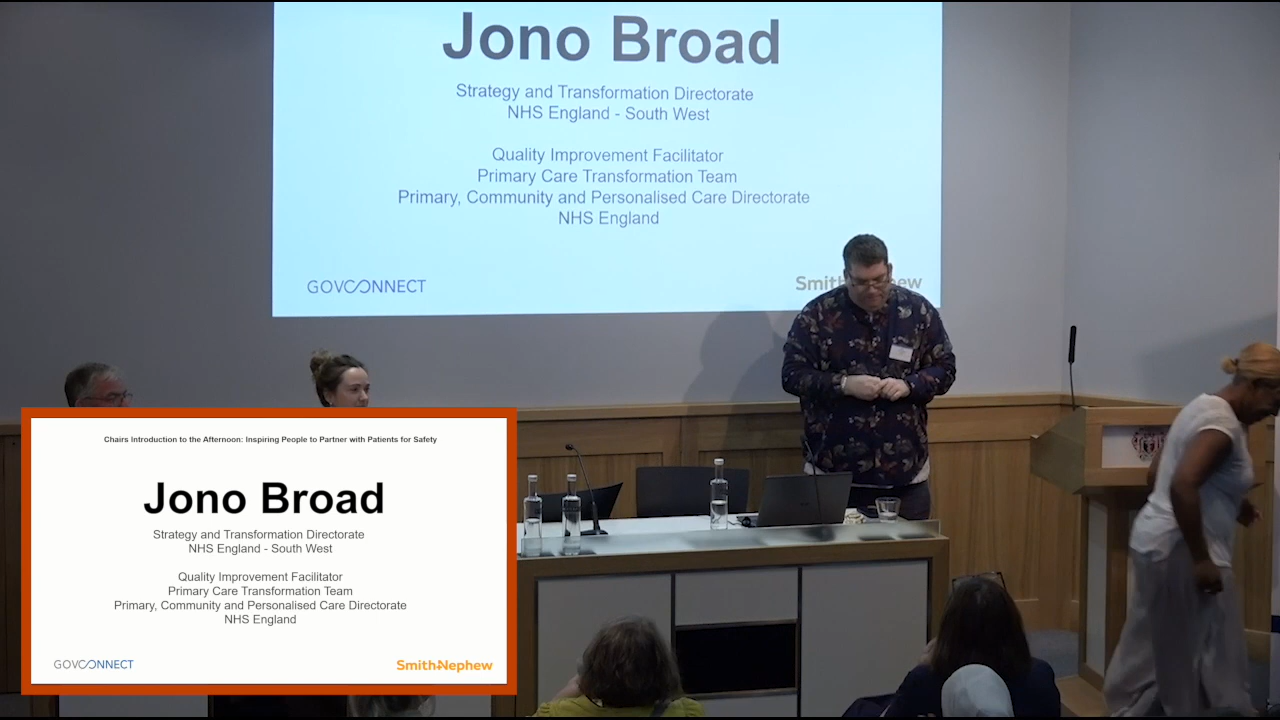 Jono Broad
Strategy and Transformation Directorate
NHS England - South West
Quality Improvement Facilitator
Primary Care Transformation Team
Primary, Community and Personalised Care Directorate
NHS England
GOVCONNECT
Smith ephew
Chairs Introduction to the Afternoon: Inspiring People to Partner with Patients for Safety
Jono Broad
Strategy and Transformation Directorate
NHS England - South West
Quality Improvement Facilitator
Primary Care Transformation Team
Primary, Community and Personalised Care Directorate
NHS England
GOVCONNECT
Smith+Nephew